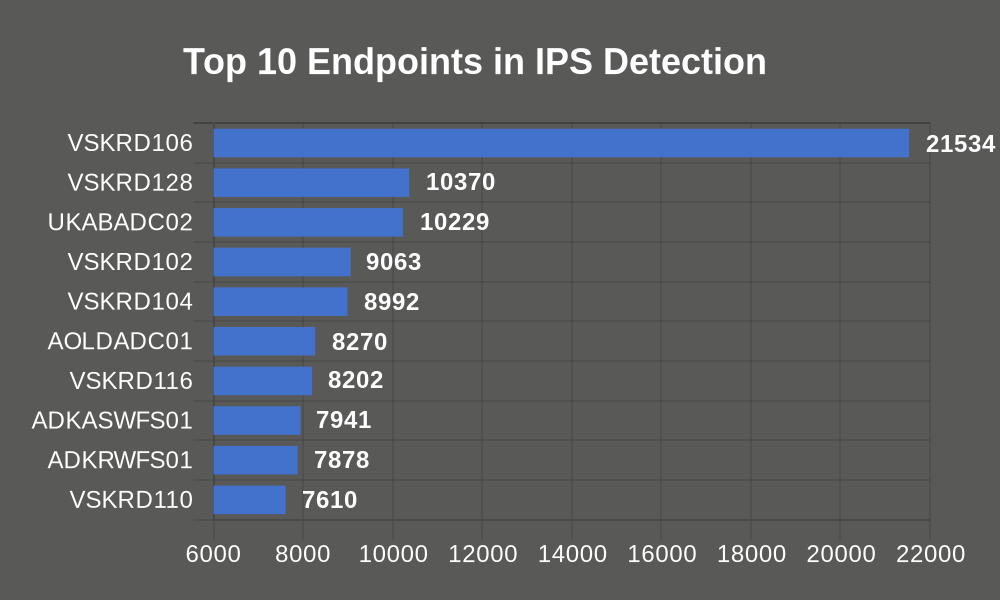 Top 10 Endpoints in IPS Detection
VSKRD106 21534
VSKRD128 10370
UKABADC02 10229
VSKRD102 9063
VSKRD104 8992
AOLDADC01 8270
VSKRD116 8202
ADKASWFS01 7941
ADKRWFS01 7878
VSKRD110 7610
6000 8000 10000 12000 14000 16000 18000 20000 22000